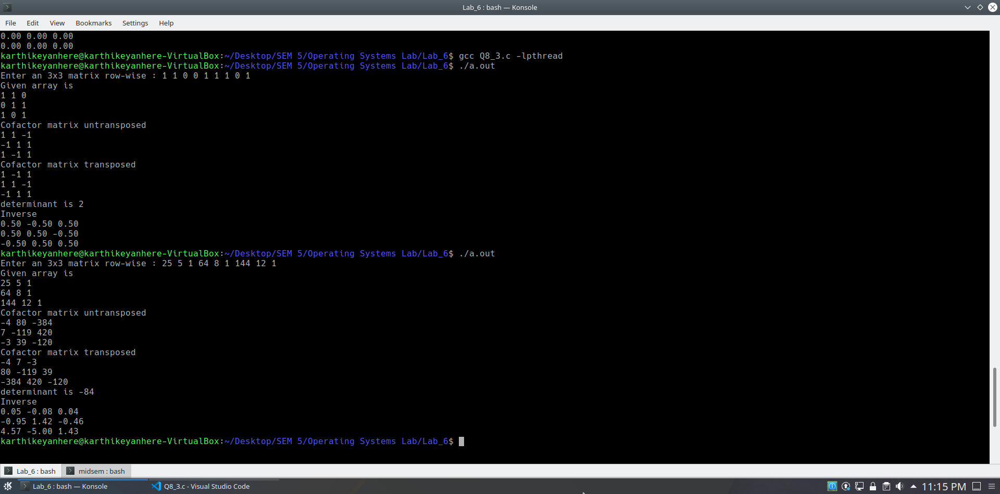 Lab_6 : bash — Konsole
File Edit View Bookmarks Settings Help
0.00 0.00 0.00
0.00 0.00 0.00
karthikeyanhere@karthikeyanhere-VirtualBox:~/Desktop/SEM 5/Operating Systems Lab/Lab_6$ gcc Q8_3.c -lpthread
karthikeyanhere@karthikeyanhere-VirtualBox:~/Desktop/SEM 5/Operating Systems Lab/Lab_6$ ./a.out
Enter an 3x3 matrix row-wise : 1 1 0 0 1 1 1 0 1
Given array is
1 1 0
0 1 1
1 0 1
Cofactor matrix untransposed
1 1 -1
-1 1 1
1 -1 1
Cofactor matrix transposed
1 -1 1
1 1 -1
-1 1 1
determinant is 2
Inverse
0.50 -0.50 0.50
0.50 0.50 -0.50
-0.50 0.50 0.50
karthikeyanhere@karthikeyanhere-VirtualBox:~/Desktop/SEM 5/Operating Systems Lab/Lab_6$ ./a.out
Enter an 3x3 matrix row-wise : 25 5 1 64 8 1 144 12 1
Given array is
25 5 1
64 8 1
144 12 1
Cofactor matrix untransposed
-4 80 -384
7 -119 420
-3 39 -120
Cofactor matrix transposed
-4 7 -3
80 -119 39
-384 420 -120
determinant is -84
Inverse
0.05 -0.08 0.04
-0.95 1.42 -0.46
4.57 -5.00 1.43
karthikeyanhere@karthikeyanhere-VirtualBox:~/Desktop/SEM 5/Operating Systems Lab/Lab_6$
Lab_6 : bash midsem : bash
Lab_6 : bash — Konsole Q8_3.c - Visual Studio Code 11:15 PM